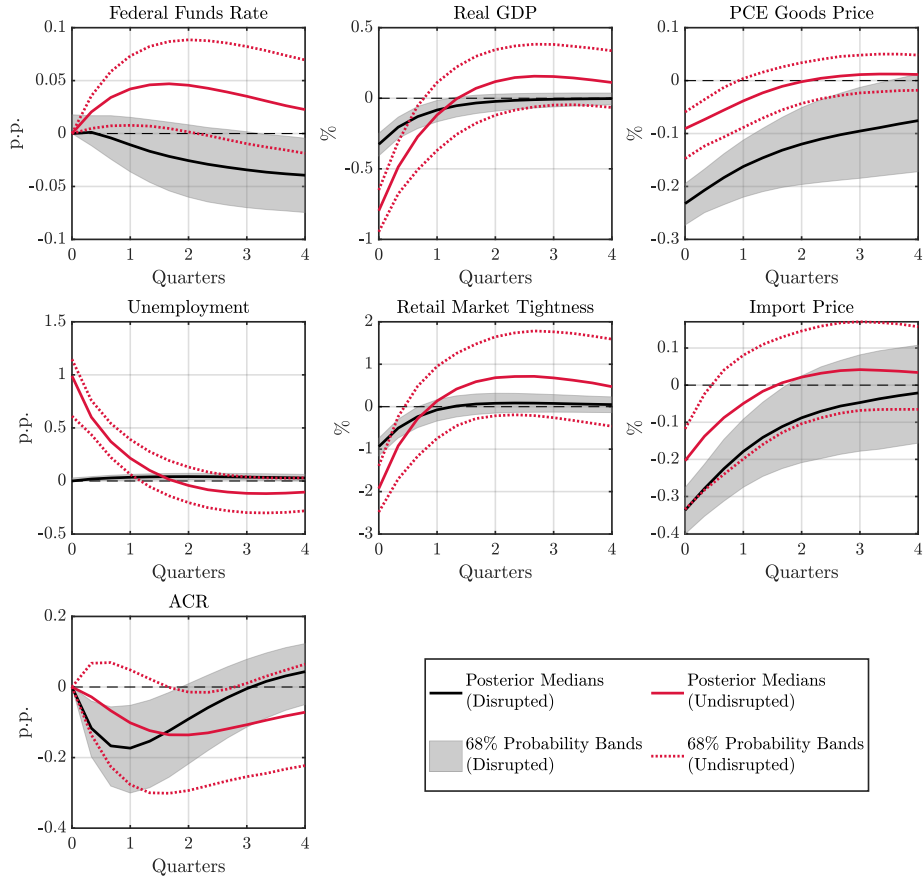 Federal Funds Rate
0.1
0.05
0
-0.05
-0.1
p.p.
0 1 2 3 4
Quarters
Real GDP
0.5
0
-0.5
-1
%
0 1 2 3 4
Quarters
PCE Goods Price
0.1
0
-0.1
-0.2
-0.3
%
0 1 2 3 4
Quarters
Unemployment
1.5
1
0.5
0
-0.5
p.p.
0 1 2 3 4
Quarters
Retail Market Tightness
2
1
0
-1
-2
-3
%
0 1 2 3 4
Quarters
Import Price
0.1
0
-0.1
-0.2
-0.3
-0.4
%
0 1 2 3 4
Quarters
ACR
0.2
0
-0.2
-0.4
p.p.
0 1 2 3 4
Quarters
Posterior Medians
(Disrupted)
Posterior Medians
(Undisrupted)
68% Probability Bands
(Disrupted)
68% Probability Bands
(Undisrupted)